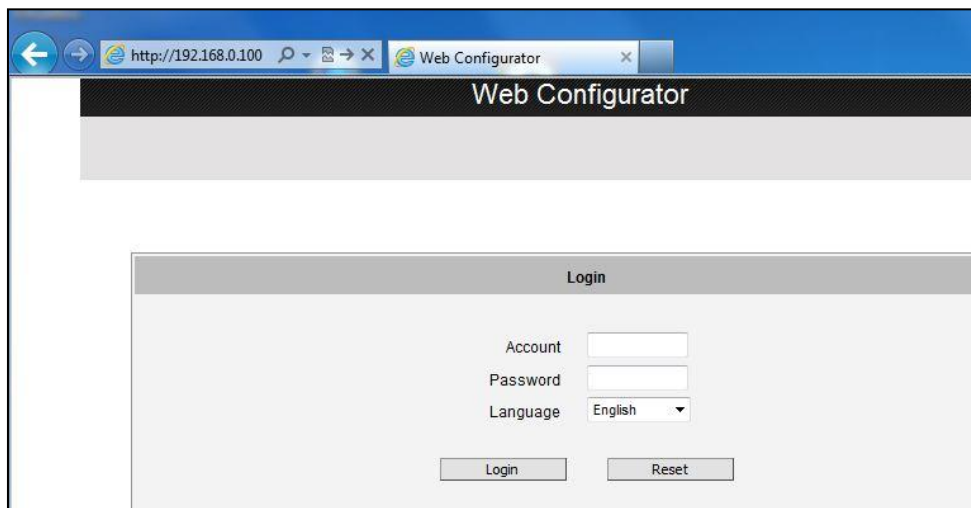 http://192.168.0.100
Web Configurator
Web Configurator
Login
Account
Password
Language English
Login Reset